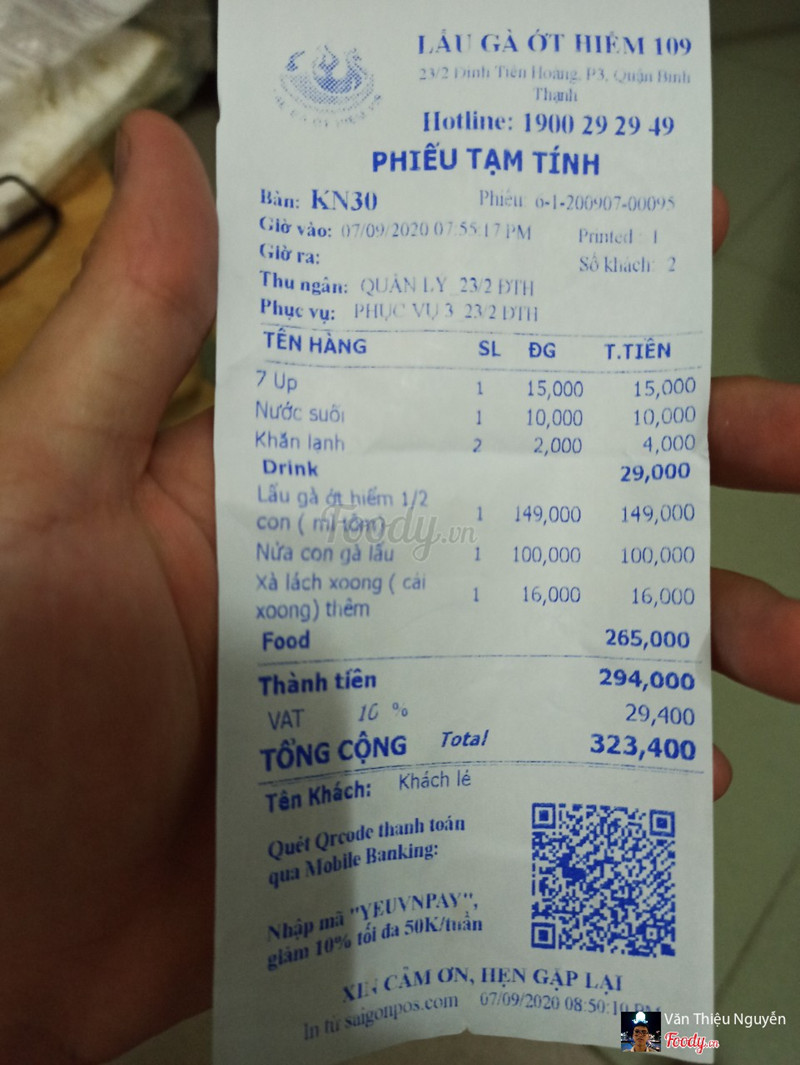 LẨU GÀ ỚT HIỂM 109
23/2 Đinh Tiên Hoàng, P3, Quận Bình
Thạnh
Hotline: 1900 29 29 49
PHIẾU TẠM TÍNH
Bàn: KN30 Phiếu: 6-1-200907-00095
Giờ vào: 07/09/2020 07:55:17 PM Printed : 1
Giờ ra: Số khách: 2
Thu ngân: QUẢN LÝ_23/2 ĐTH
Phục vụ: PHỤC VỤ 3_23/2 ĐTH
TÊN HÀNG SL ĐG T.TIỀN
7 Up 1 15,000 15,000
Nước suối 1 10,000 10,000
Khăn lạnh 2 2,000 4,000
Drink 29,000
Lẩu gà ớt hiểm 1/2
con ( mì tôm) 1 149,000 149,000
Nửa con gà lẩu 1 100,000 100,000
Xà lách xoong ( cải
xoong) thêm 1 16,000 16,000
Food 265,000
Thành tiền 294,000
VAT 10 % 29,400
TỔNG CỘNG Total 323,400
Tên Khách: Khách lẻ
Quét Qrcode thanh toán
qua Mobile Banking:
Nhập mã "YEUVNPAY",
giảm 10% tối đa 50K/tuần
XIN CẢM ƠN, HẸN GẶP LẠI
In từ saigonpos.com 07/09/2020 08:50:10 PM
Foody.vn
Văn Thiệu Nguyễn
Foody.vn